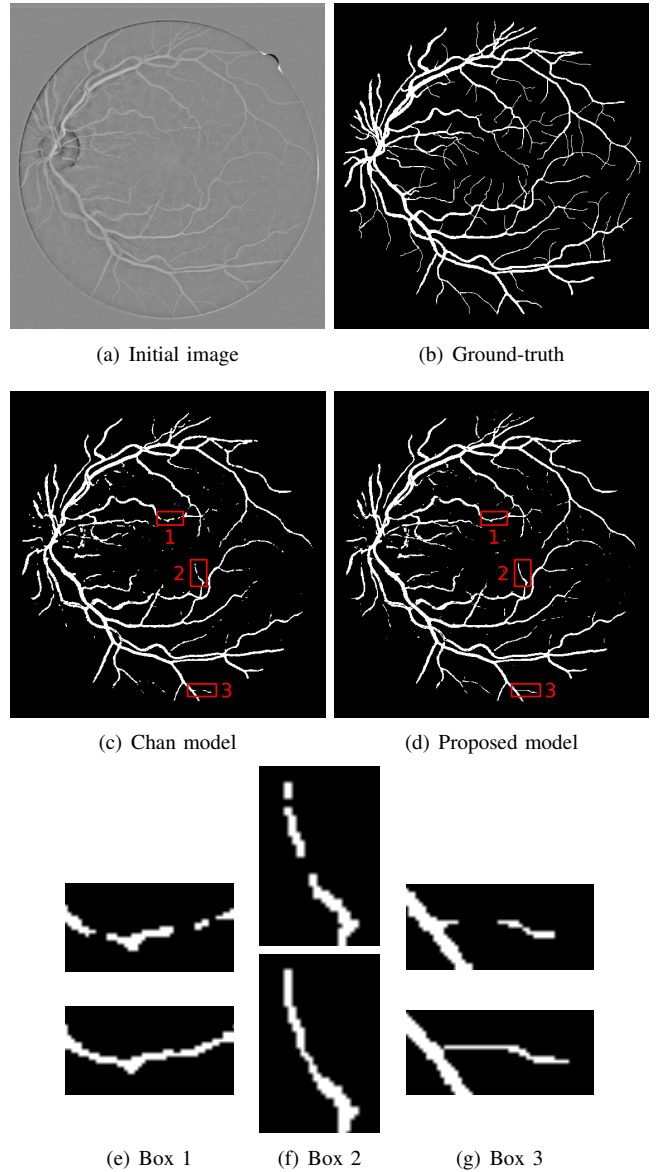 (a) Initial image
(b) Ground-truth
1
2
3
1
2
3
(c) Chan model
(d) Proposed model
(e) Box 1
(f) Box 2
(g) Box 3